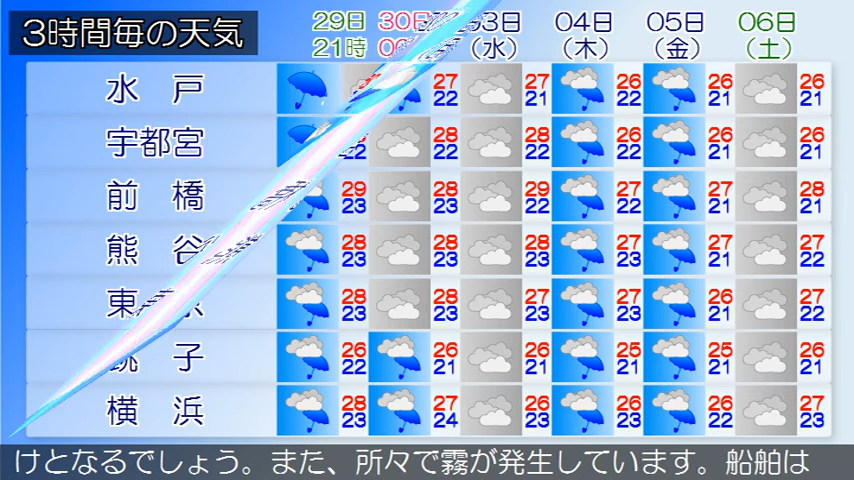 3時間毎の天気
29日 30日 03日 04日 05日 06日
21時 (水) (木) (金) (土)
水戸 27 27 26 26 26
22 21 22 21 21
宇都宮 28 28 26 26 26
22 22 22 22 21 21
前橋 29 28 29 27 27 28
23 23 22 22 21 21
熊谷 28 28 28 27 27 27
23 23 23 23 21 22
東京 28 28 27 27 26 27
23 23 23 23 21 22
銚子 26 26 26 25 25 26
22 21 21 21 21 21
横浜 28 27 26 26 26 27
23 24 23 23 22 23
けとなるでしょう。また、所々で霧が発生しています。船舶は